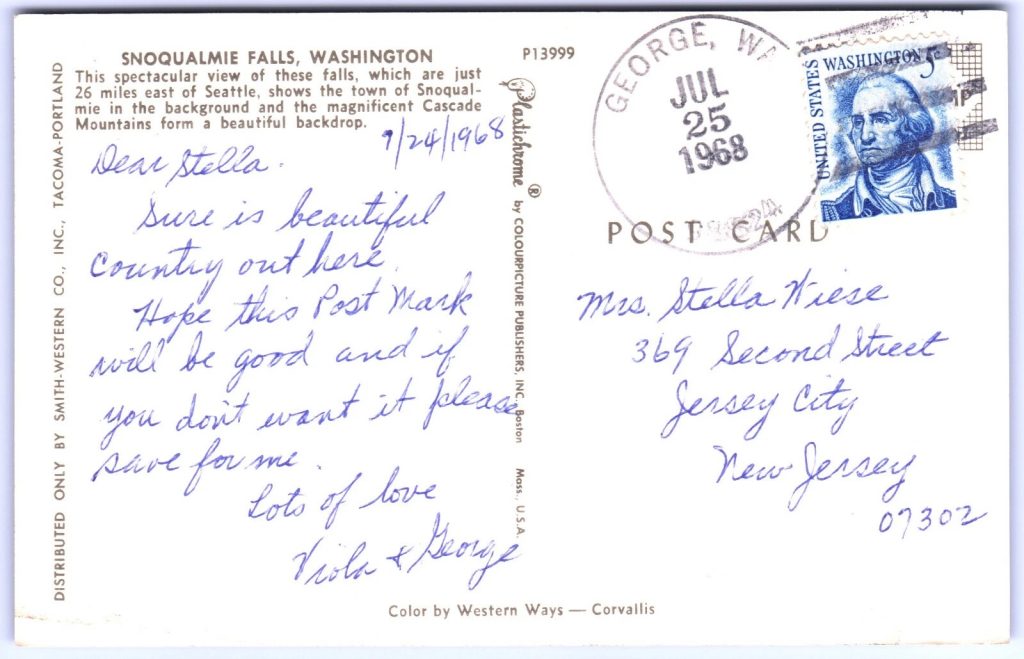 SNOQUALMIE FALLS, WASHINGTON
This spectacular view of these falls, which are just
26 miles east of Seattle, shows the town of Snoqual-
mie in the background and the magnificent Cascade
Mountains form a beautiful backdrop.
7/24/1968
Dear Stella.
Sure is beautiful
country out here
Hope this Post Mark
will be good and if
you don't want it please
save for me.
Lots of love
Viola & George
DISTRIBUTED ONLY BY SMITH-WESTERN CO., INC., TACOMA-PORTLAND
P13999
Plastichrome ® by COLOURPICTURE PUBLISHERS, INC. Boston Mass., U.S.A.
GEORGE, WA
JUL
25
1968
UNITED STATES
WASHINGTON 5c
POST CARD
Mrs. Stella Wiese
369 Second Street
Jersey City
New Jersey
07302
Color by Western Ways — Corvallis